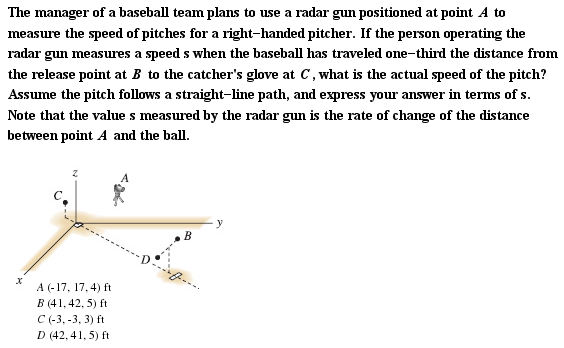 The manager of a baseball team plans to use a radar gun positioned at point A to
measure the speed of pitches for a right-handed pitcher. If the person operating the
radar gun measures a speed s when the baseball has traveled one-third the distance from
the release point at B to the catcher's glove at C, what is the actual speed of the pitch?
Assume the pitch follows a straight-line path, and express your answer in terms of s.
Note that the value s measured by the radar gun is the rate of change of the distance
between point A and the ball.
z
A
C
y
B
D
x
A (-17, 17, 4) ft
B (41, 42, 5) ft
C (-3, -3, 3) ft
D (42, 41, 5) ft